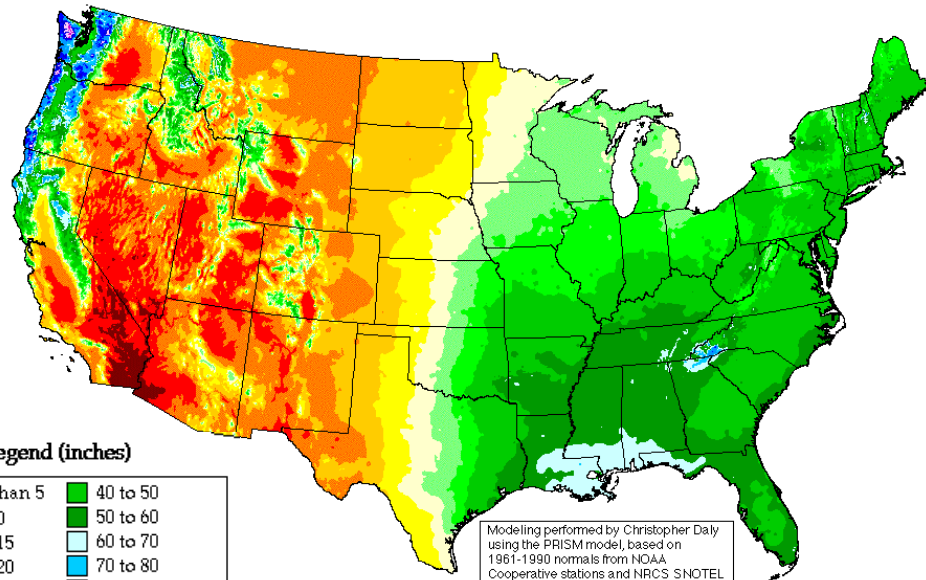 egend (inches)
han 5
40 to 50
0
50 to 60
15
60 to 70
20
70 to 80
Modeling performed by Christopher Daly
using the PRISM model, based on
1961-1990 normals from NOAA
Cooperative stations and NRCS SNOTEL